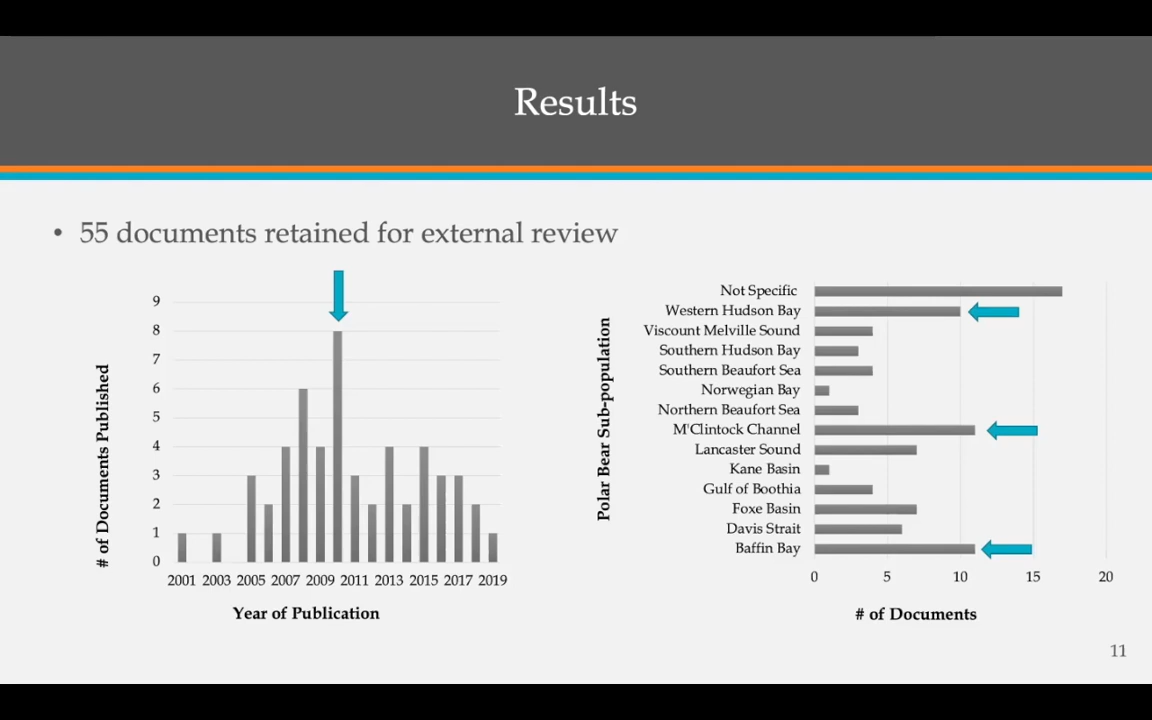 Results
• 55 documents retained for external review
# of Documents Published
9
8
7
6
5
4
3
2
1
0
2001 2003 2005 2007 2009 2011 2013 2015 2017 2019
Year of Publication
Polar Bear Sub-population
Not Specific
Western Hudson Bay
Viscount Melville Sound
Southern Hudson Bay
Southern Beaufort Sea
Norwegian Bay
Northern Beaufort Sea
M'Clintock Channel
Lancaster Sound
Kane Basin
Gulf of Boothia
Foxe Basin
Davis Strait
Baffin Bay
0 5 10 15 20
# of Documents
11